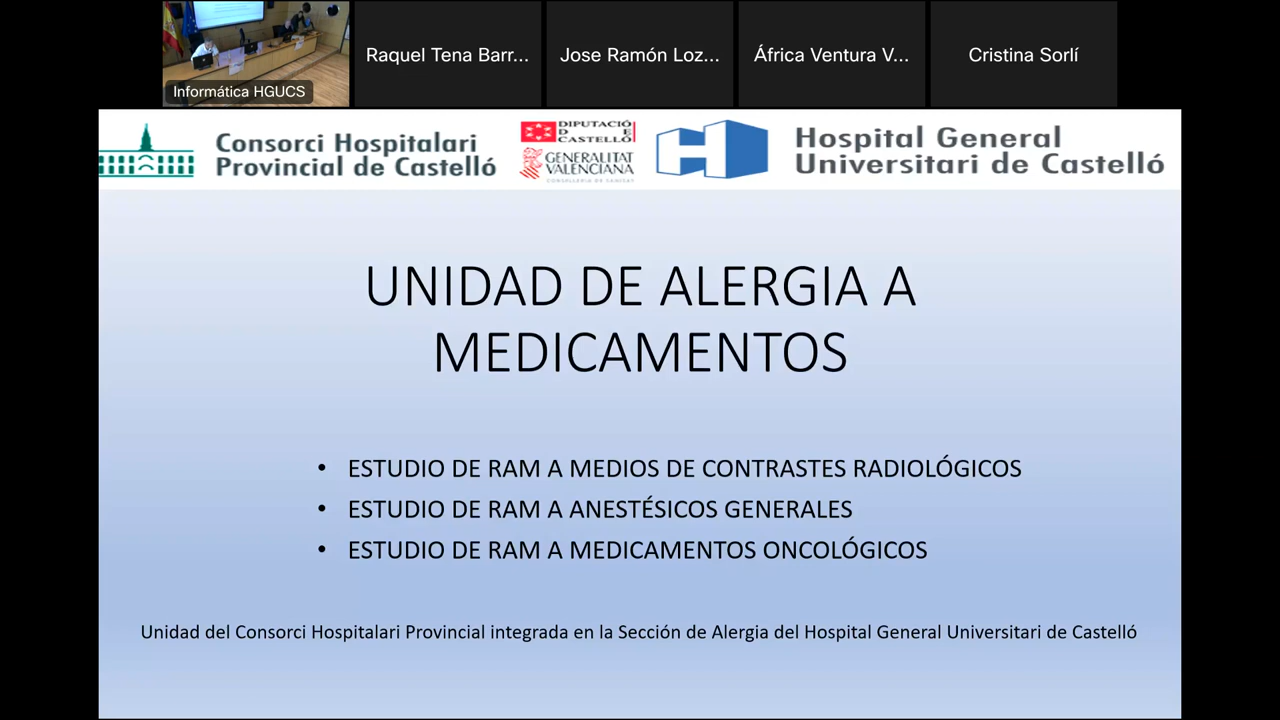 Informática HGUCS
Raquel Tena Barr...
Jose Ramón Loz...
África Ventura V...
Cristina Sorlí
Consorci Hospitalari
Provincial de Castelló
DIPUTACIÓ
D E
CASTELLÓ
GENERALITAT
VALENCIANA
CONSELLERIA DE SANITAT
H
Hospital General
Universitari de Castelló
UNIDAD DE ALERGIA A
MEDICAMENTOS
• ESTUDIO DE RAM A MEDIOS DE CONTRASTES RADIOLÓGICOS
• ESTUDIO DE RAM A ANESTÉSICOS GENERALES
• ESTUDIO DE RAM A MEDICAMENTOS ONCOLÓGICOS
Unidad del Consorci Hospitalari Provincial integrada en la Sección de Alergia del Hospital General Universitari de Castelló